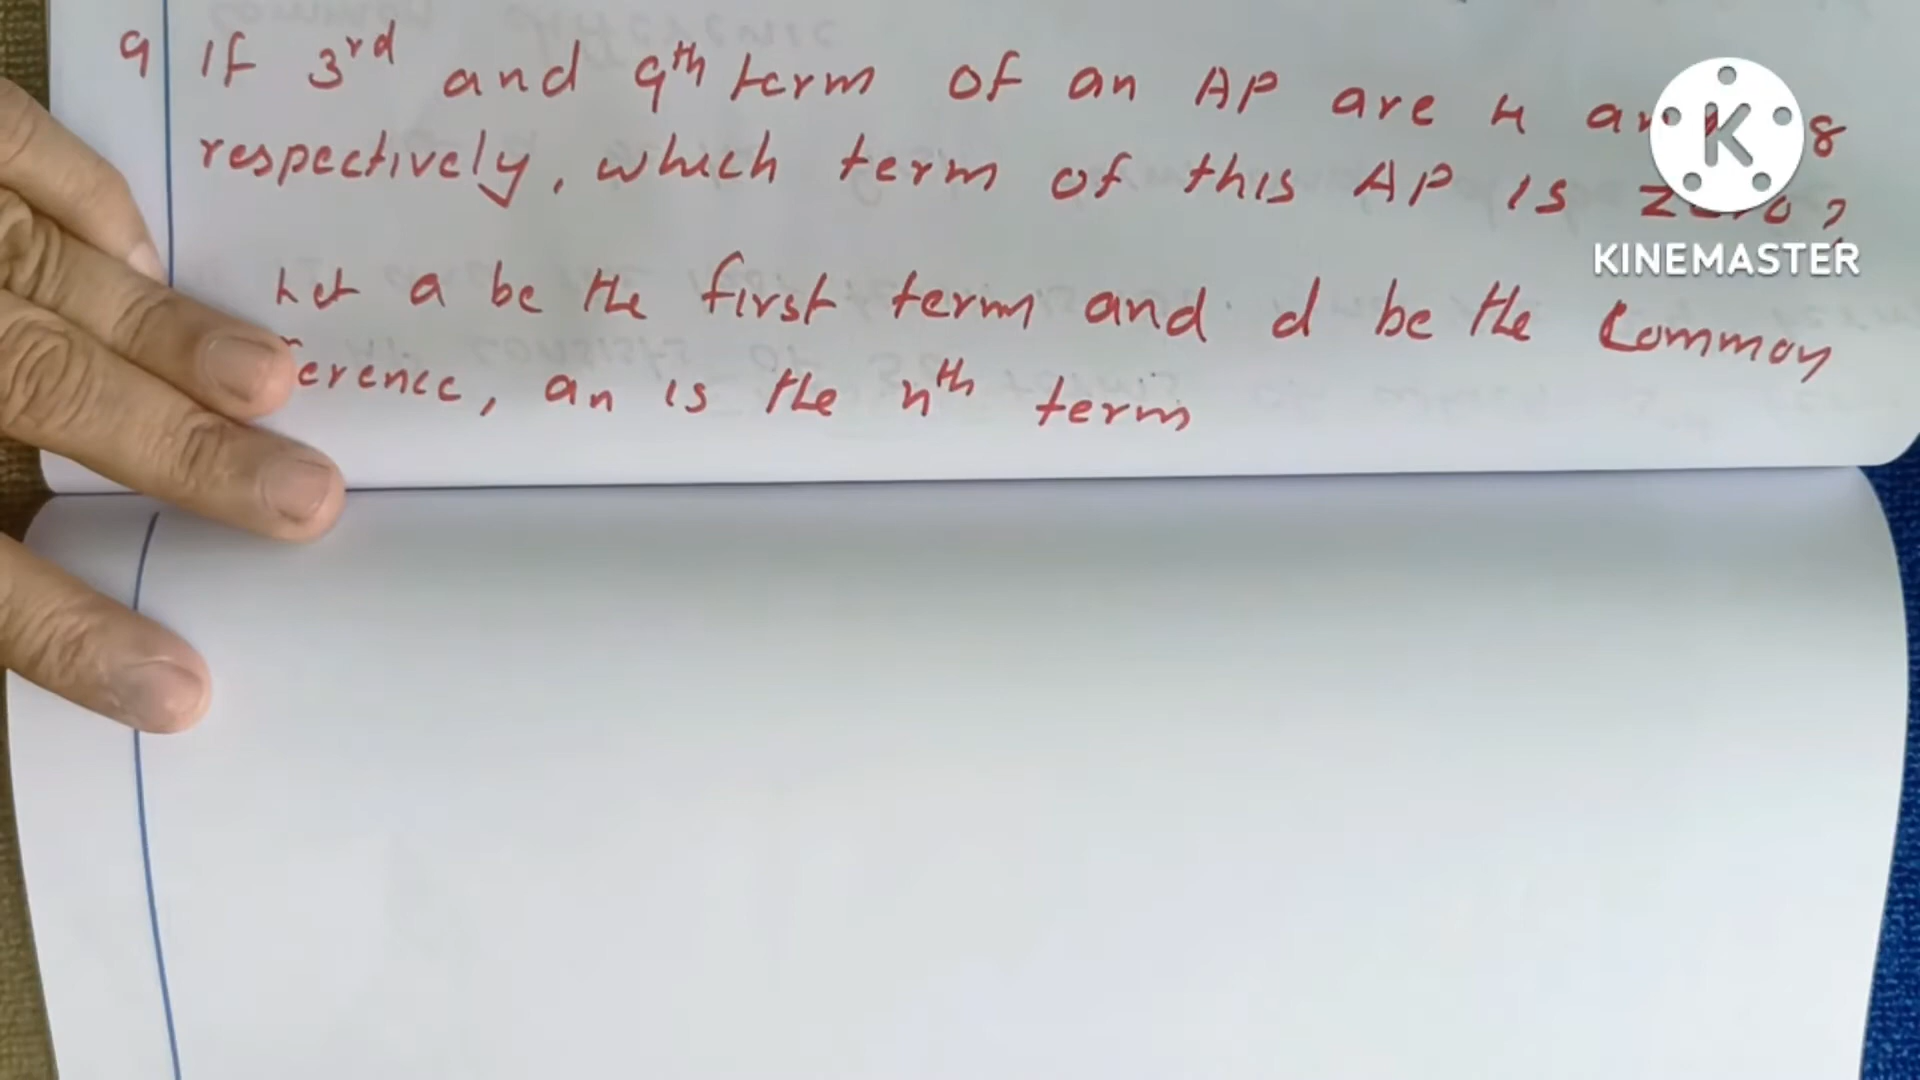 9 If 3rd and 9th term of an AP are 4 8
respectively, which term of this AP is zero?
Let a be the first term and d be the Common
erence, an is the nth term
K
KINEMASTER